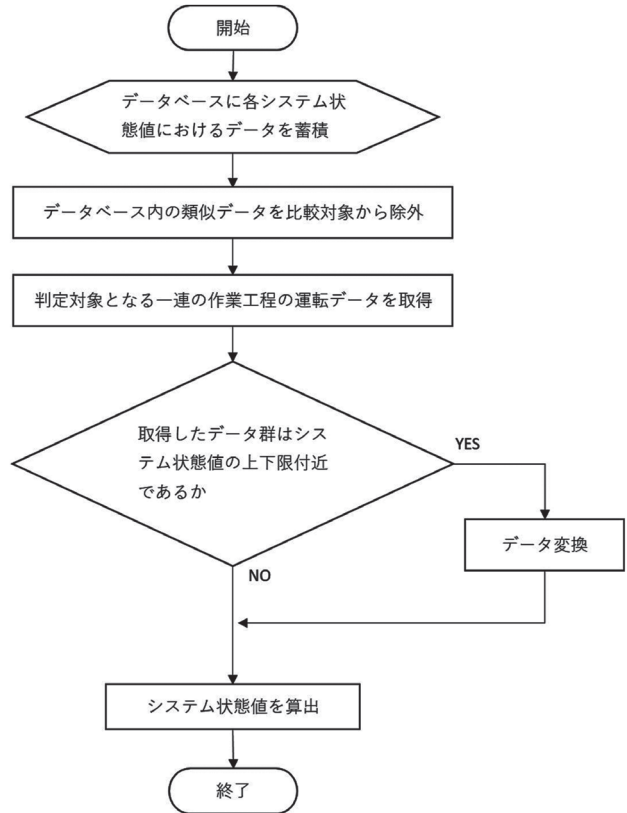 開始
データベースに各システム状
態値におけるデータを蓄積
データベース内の類似データを比較対象から除外
判定対象となる一連の作業工程の運転データを取得
取得したデータ群はシス
テム状態値の上下限付近
であるか
YES
データ変換
NO
システム状態値を算出
終了